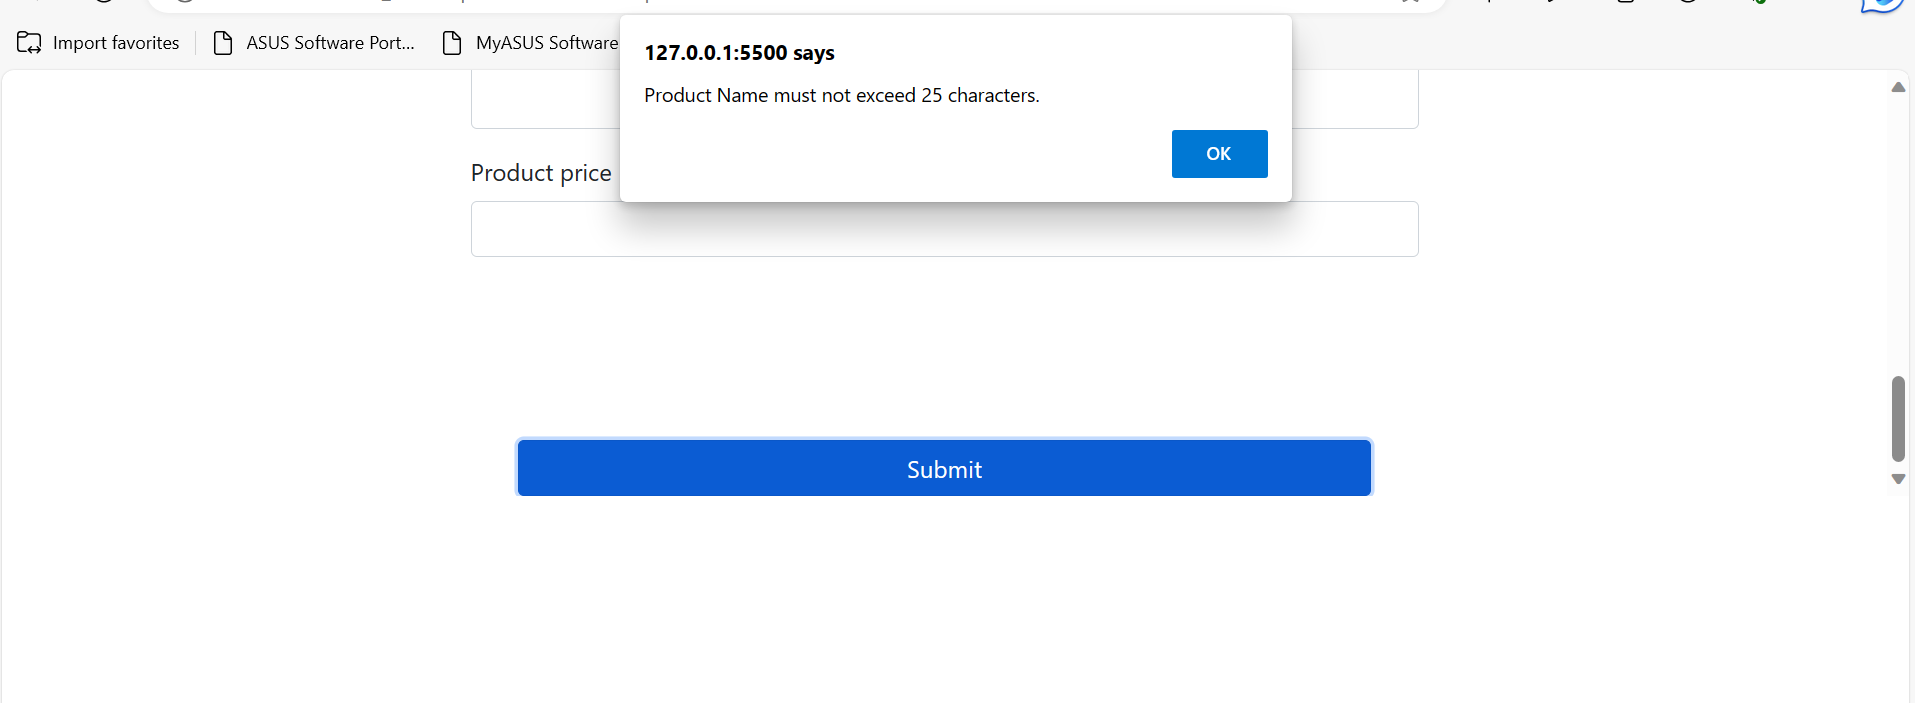 Import favorites
ASUS Software Port...
MyASUS Software
127.0.0.1:5500 says
Product Name must not exceed 25 characters.
OK
Product price
Submit